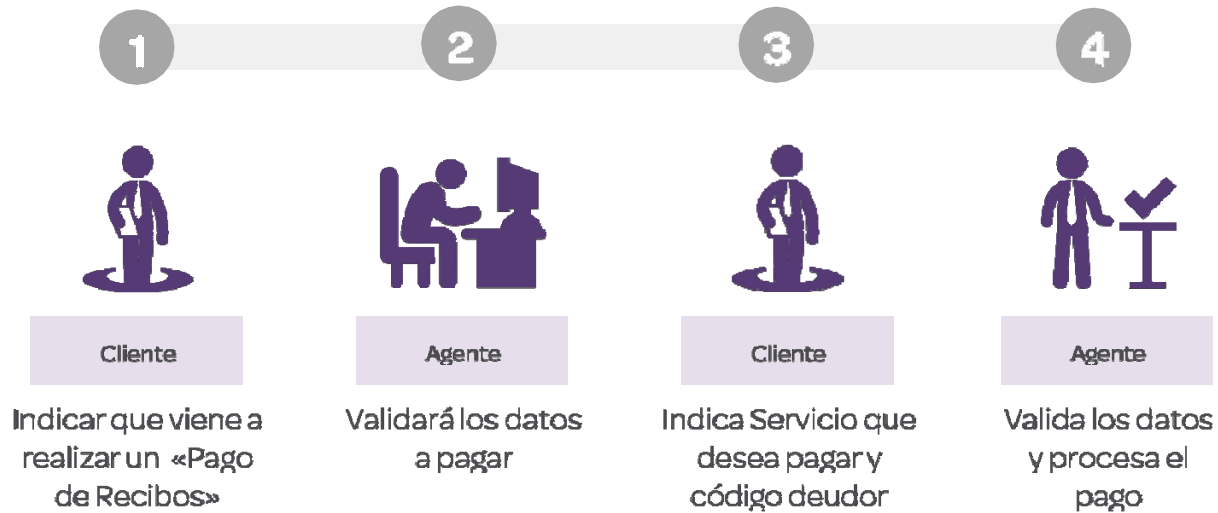 1
2
3
4
Cliente
Agente
Cliente
Agente
Indicar que viene a
realizar un «Pago
de Recibos»
Validará los datos
a pagar
Indica Servicio que
desea pagar y
código deudor
Valida los datos
y procesa el
pago